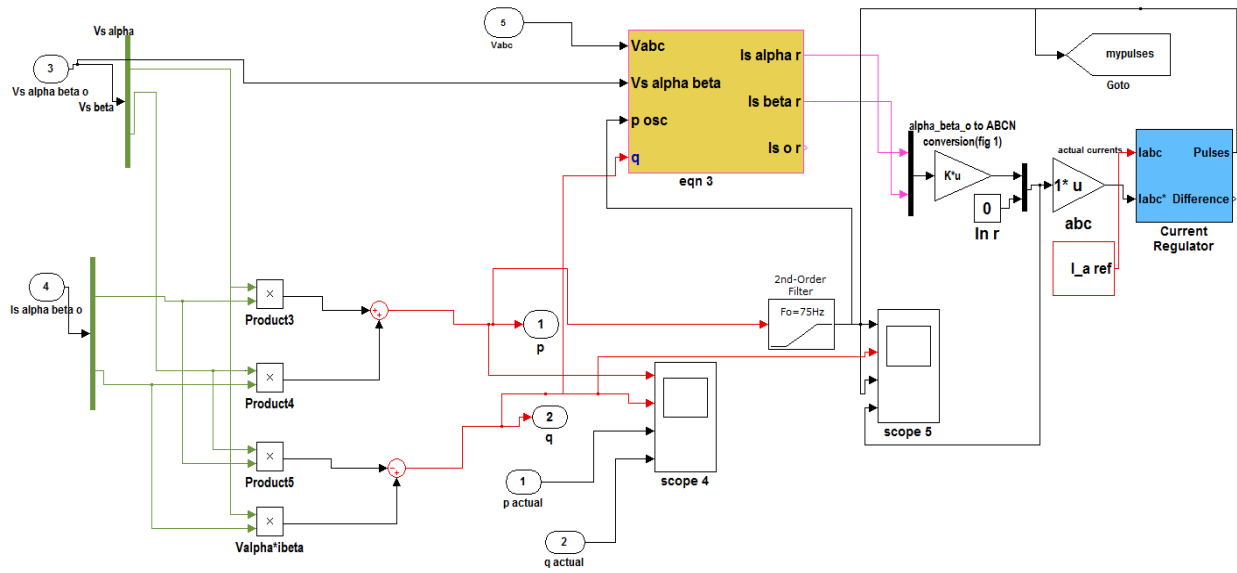 Vs alpha
3
Vs alpha beta o
Vs beta
5
Vabc
Vabc
Vs alpha beta
p osc
q
Is alpha r
Is beta r
Is o r
eqn 3
mypulses
Goto
alpha_beta_o to ABCN
conversion(fig 1)
K*u
0
In r
actual currents
1* u
abc
Iabc
Pulses
Iabc*
Difference
Current
Regulator
I_a ref
4
Is alpha beta o
×
Product3
×
Product4
×
Product5
×
Valpha*ibeta
+
+
-
+
1
p
2
q
2nd-Order
Filter
Fo=75Hz
scope 5
scope 4
1
p actual
2
q actual